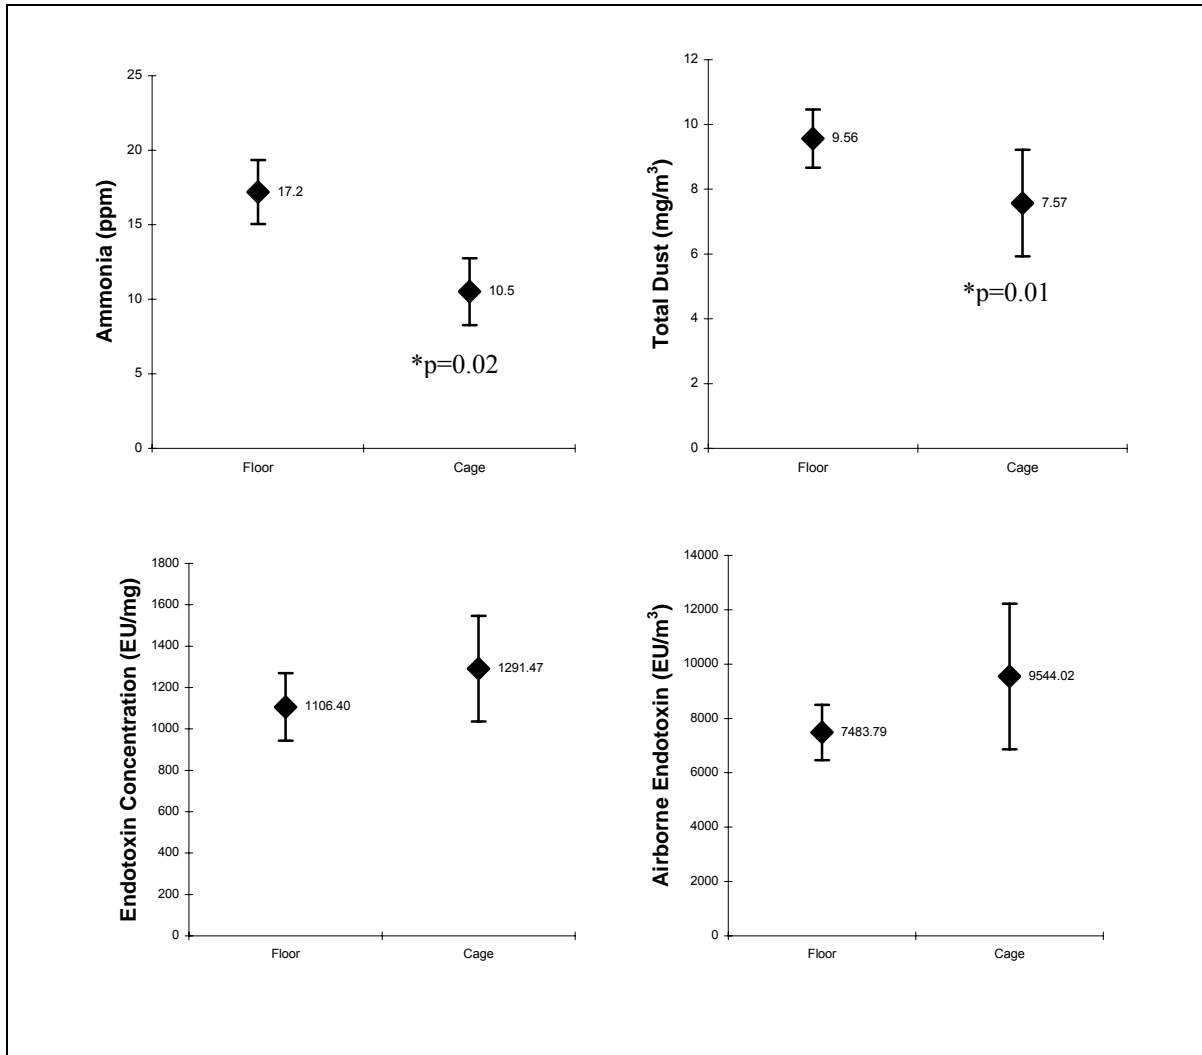 Ammonia (ppm)
25
20
15
10
5
0
17.2
10.5
*p=0.02
Floor
Cage
Total Dust (mg/m³)
12
10
8
6
4
2
0
9.56
7.57
*p=0.01
Floor
Cage
Endotoxin Concentration (EU/mg)
1800
1600
1400
1200
1000
800
600
400
200
0
1106.40
1291.47
Floor
Cage
Airborne Endotoxin (EU/m³)
14000
12000
10000
8000
6000
4000
2000
0
7483.79
9544.02
Floor
Cage